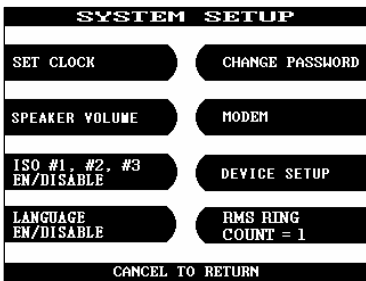 SYSTEM SETUP
SET CLOCK
CHANGE PASSWORD
SPEAKER VOLUME
MODEM
ISO #1, #2, #3
EN/DISABLE
DEVICE SETUP
LANGUAGE
EN/DISABLE
RMS RING
COUNT = 1
CANCEL TO RETURN